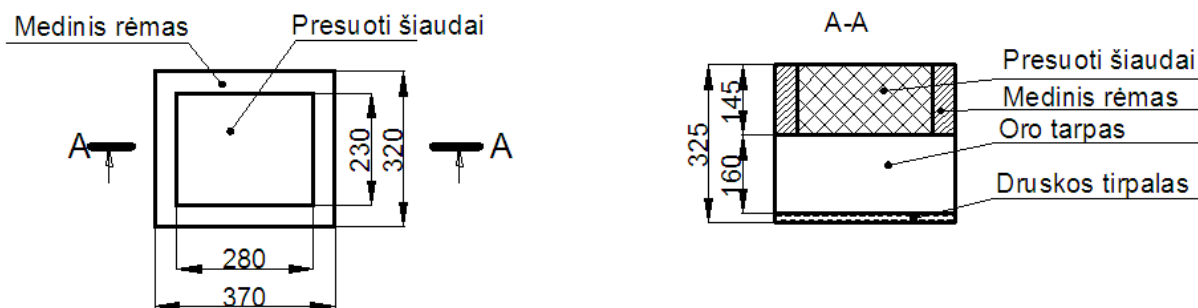 Medinis rėmas
Presuoti šiaudai
A
A
230
320
280
370
A-A
Presuoti šiaudai
Medinis rėmas
Oro tarpas
Druskos tirpalas
325
145
160